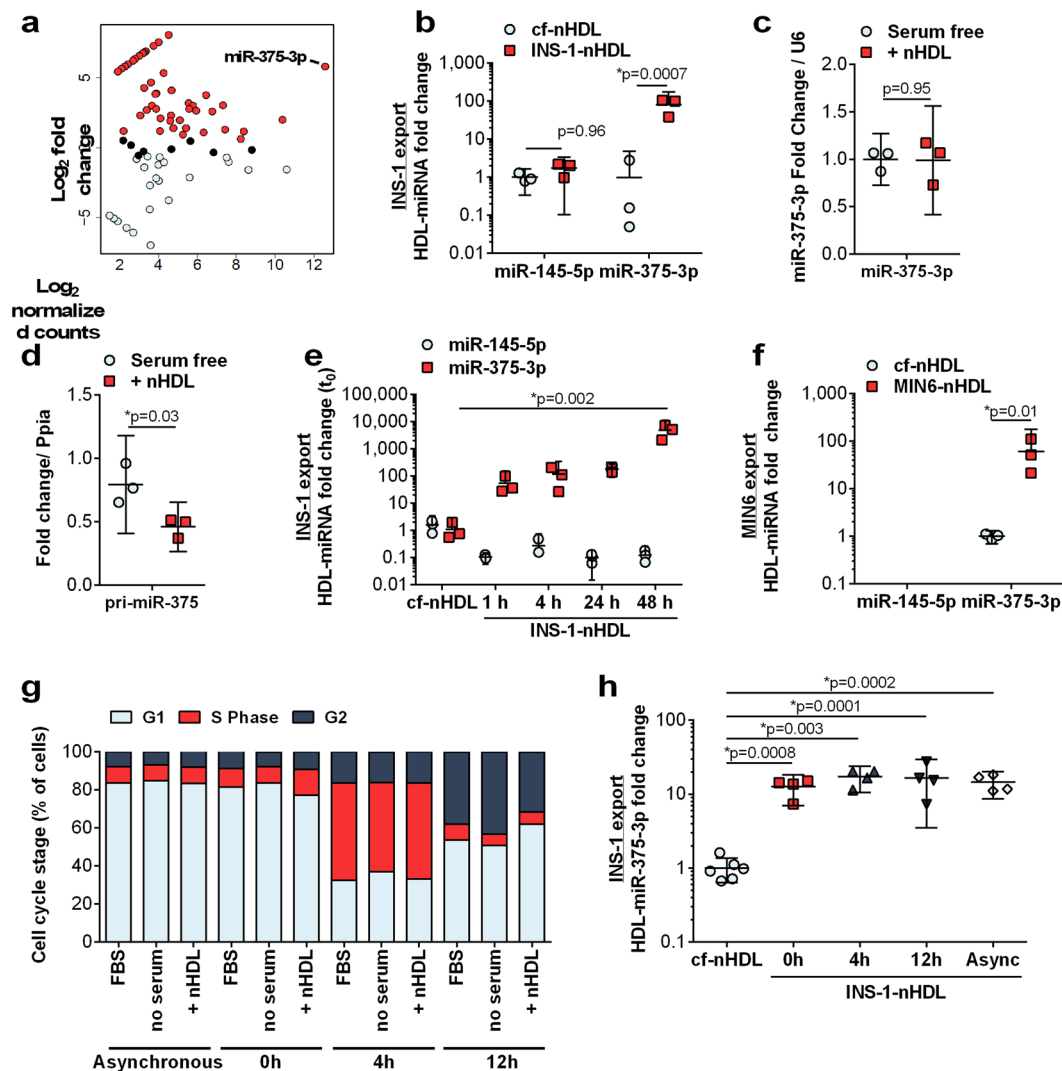 a
miR-375-3p
Log2 fold
change
5
−5
2 4 6 8 10 12
Log2
normalize
d counts
b
cf-nHDL
INS-1-nHDL
INS-1 export
HDL-miRNA fold change
1,000
100
10
1
0.1
0.01
*p=0.0007
p=0.96
miR-145-5p miR-375-3p
c
Serum free
+ nHDL
miR-375-3p Fold Change / U6
2.0
1.5
1.0
0.5
0.0
p=0.95
miR-375-3p
d
Serum free
+ nHDL
Fold change/ Ppia
1.5
1.0
0.5
0.0
*p=0.03
pri-miR-375
e
miR-145-5p
miR-375-3p
INS-1 export
HDL-miRNA fold change (t0)
100,000
10,000
1,000
100
10
1
0.1
0.01
*p=0.002
cf-nHDL 1 h 4 h 24 h 48 h
INS-1-nHDL
f
cf-nHDL
MIN6-nHDL
MIN6 export
HDL-miRNA fold change
1,000
100
10
1
0.1
*p=0.01
miR-145-5p miR-375-3p
g
G1 S Phase G2
Cell cycle stage (% of cells)
100
80
60
40
20
0
FBS
no serum
+ nHDL
FBS
no serum
+ nHDL
FBS
no serum
+ nHDL
FBS
no serum
+ nHDL
Asynchronous 0h 4h 12h
h
INS-1 export
HDL-miR-375-3p fold change
100
10
1
0.1
*p=0.0002
*p=0.0001
*p=0.003
*p=0.0008
cf-nHDL 0h 4h 12h Async
INS-1-nHDL